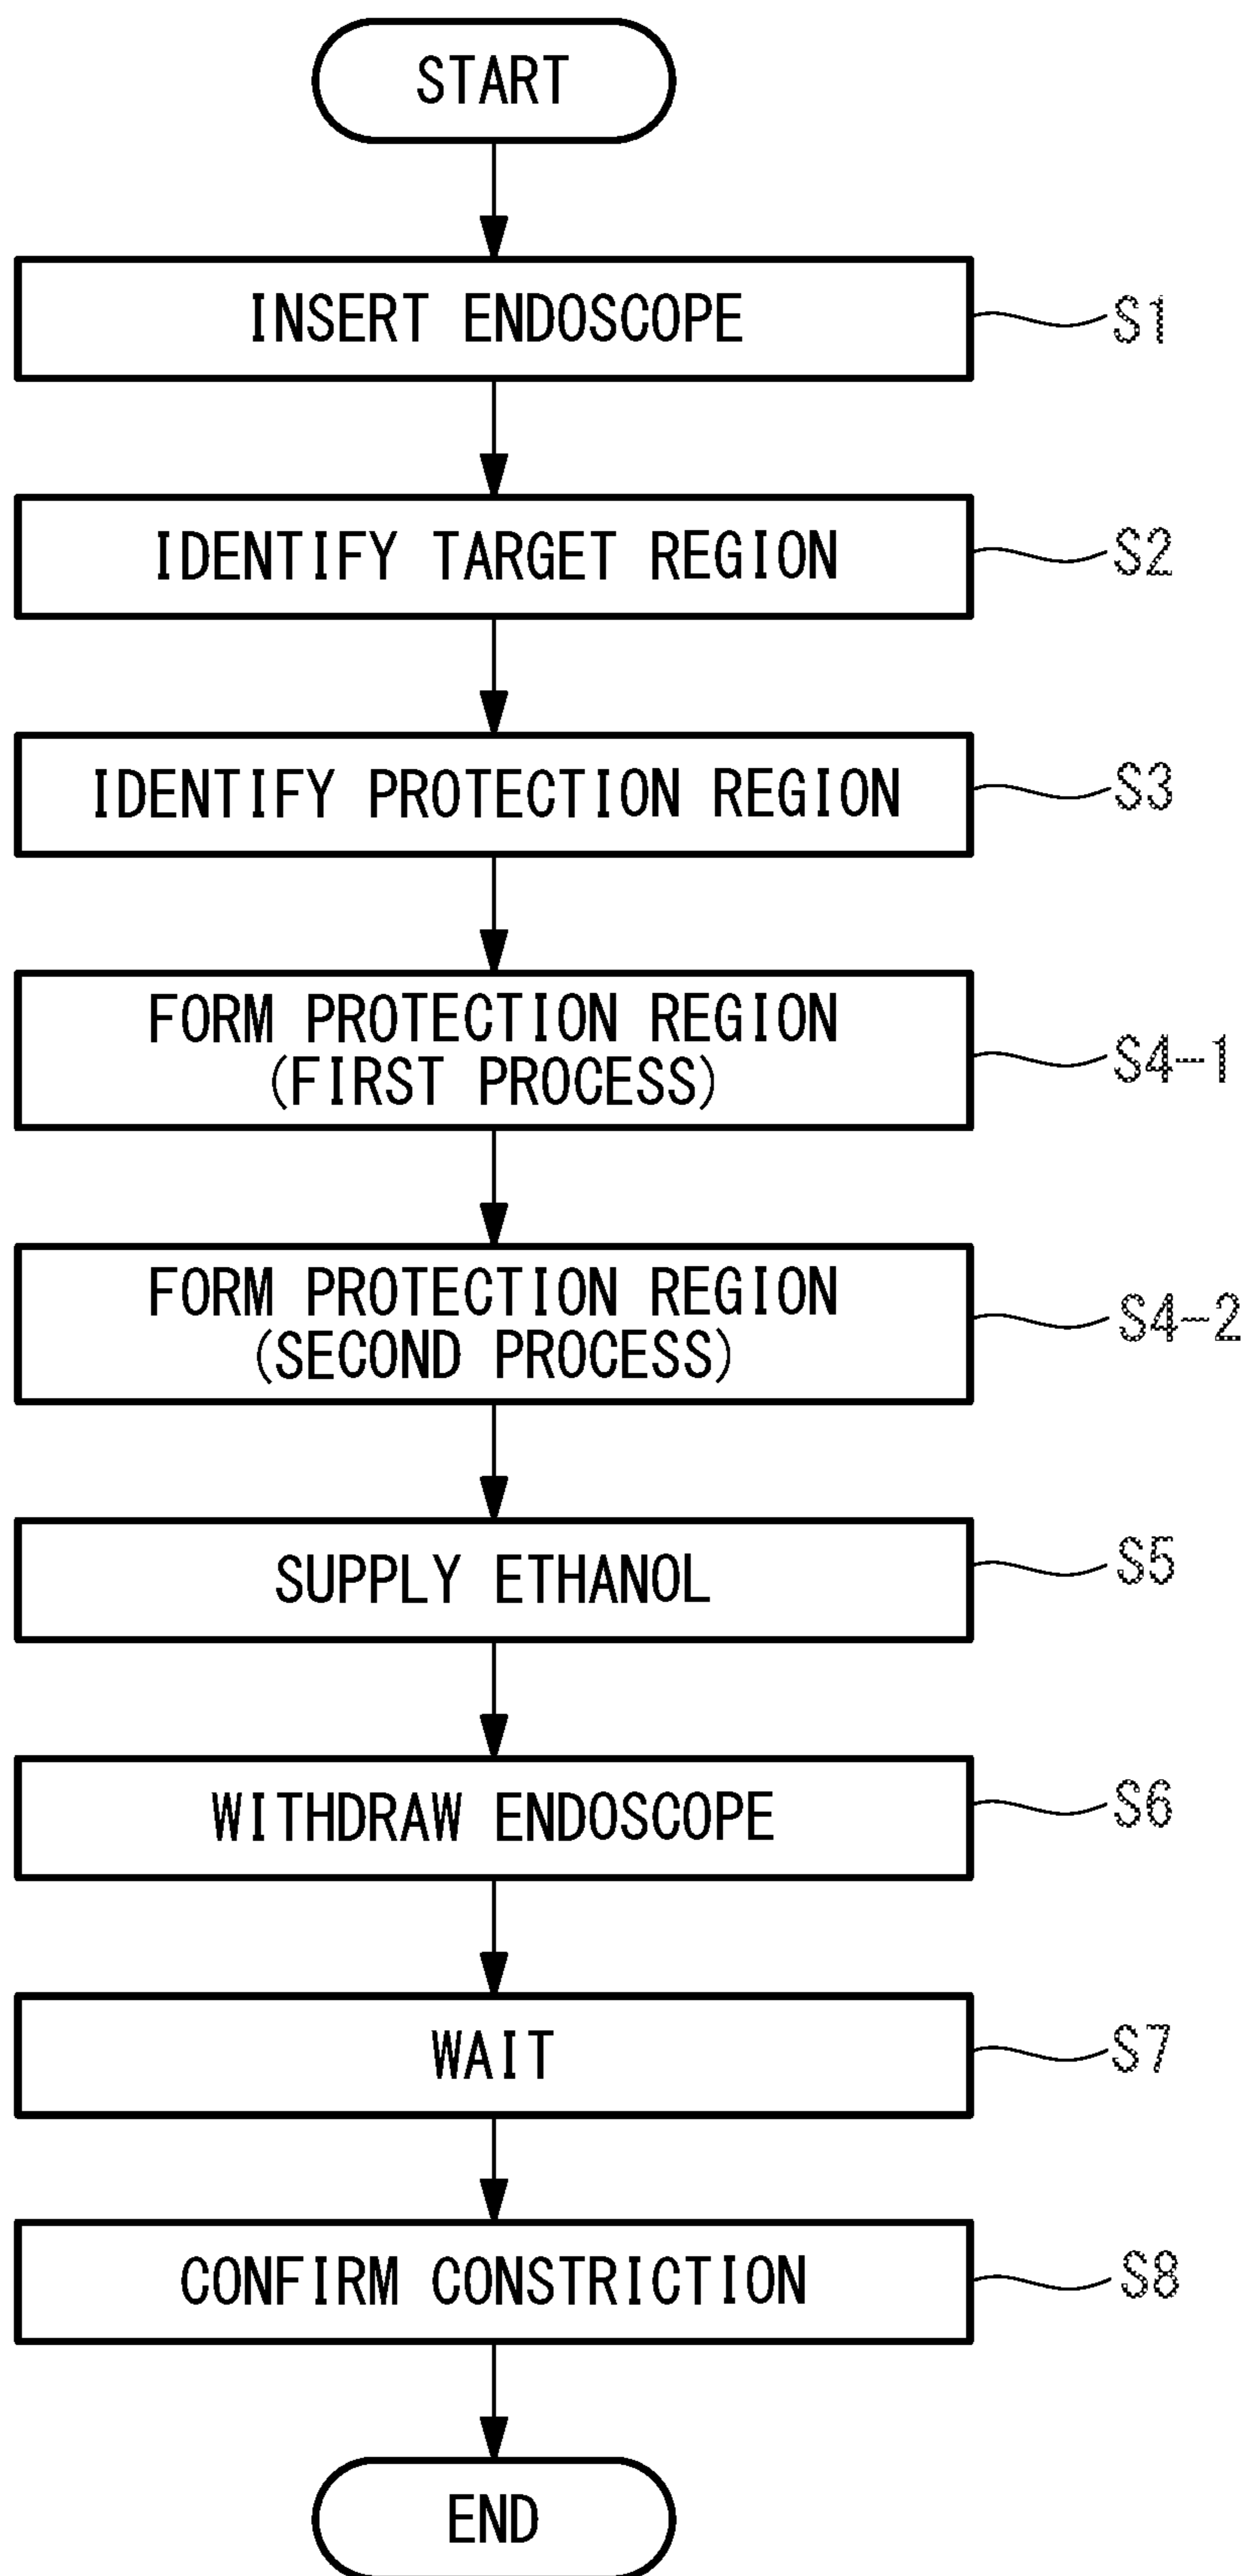 START
INSERT ENDOSCOPE
S1
IDENTIFY TARGET REGION
S2
IDENTIFY PROTECTION REGION
S3
FORM PROTECTION REGION
(FIRST PROCESS)
S4-1
FORM PROTECTION REGION
(SECOND PROCESS)
S4-2
SUPPLY ETHANOL
S5
WITHDRAW ENDOSCOPE
S6
WAIT
S7
CONFIRM CONSTRICTION
S8
END